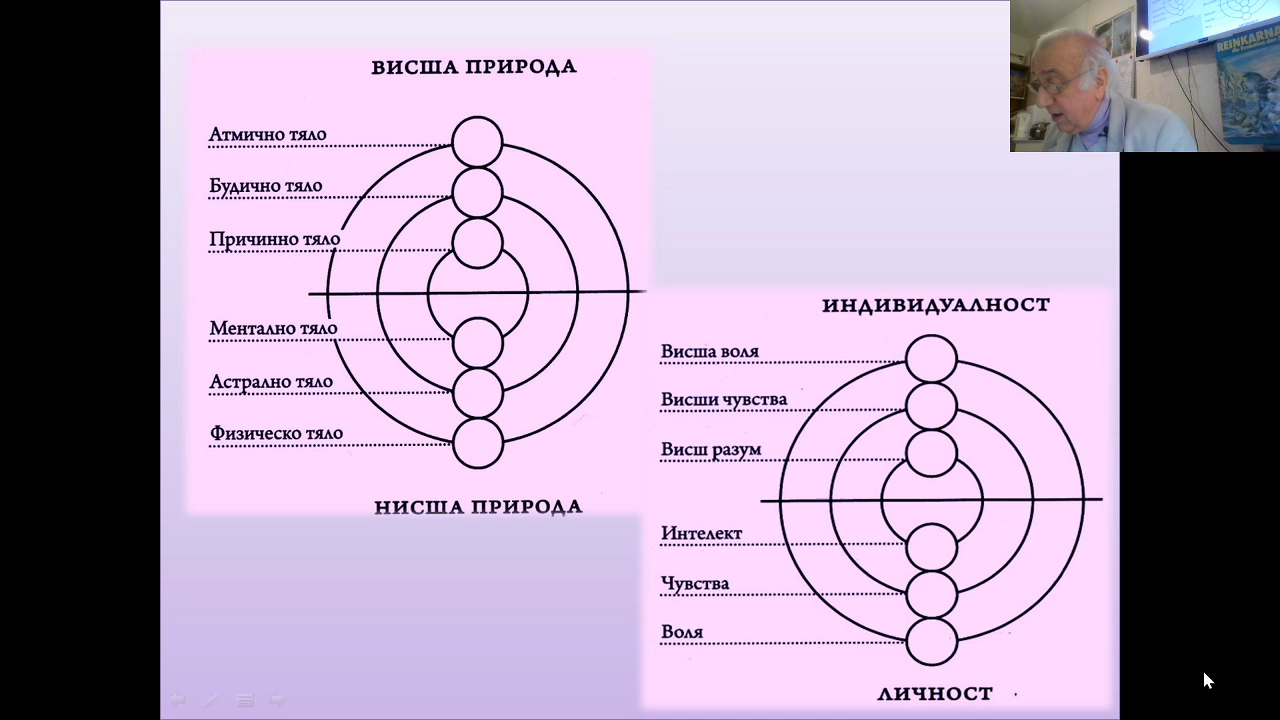 ВИСША ПРИРОДА
Атмично тяло
Будично тяло
Причинно тяло
Ментално тяло
Астрално тяло
Физическо тяло
НИСША ПРИРОДА
ИНДИВИДУАЛНОСТ
Висша воля
Висши чувства
Висш разум
Интелект
Чувства
Воля
ЛИЧНОСТ
REINKARNA